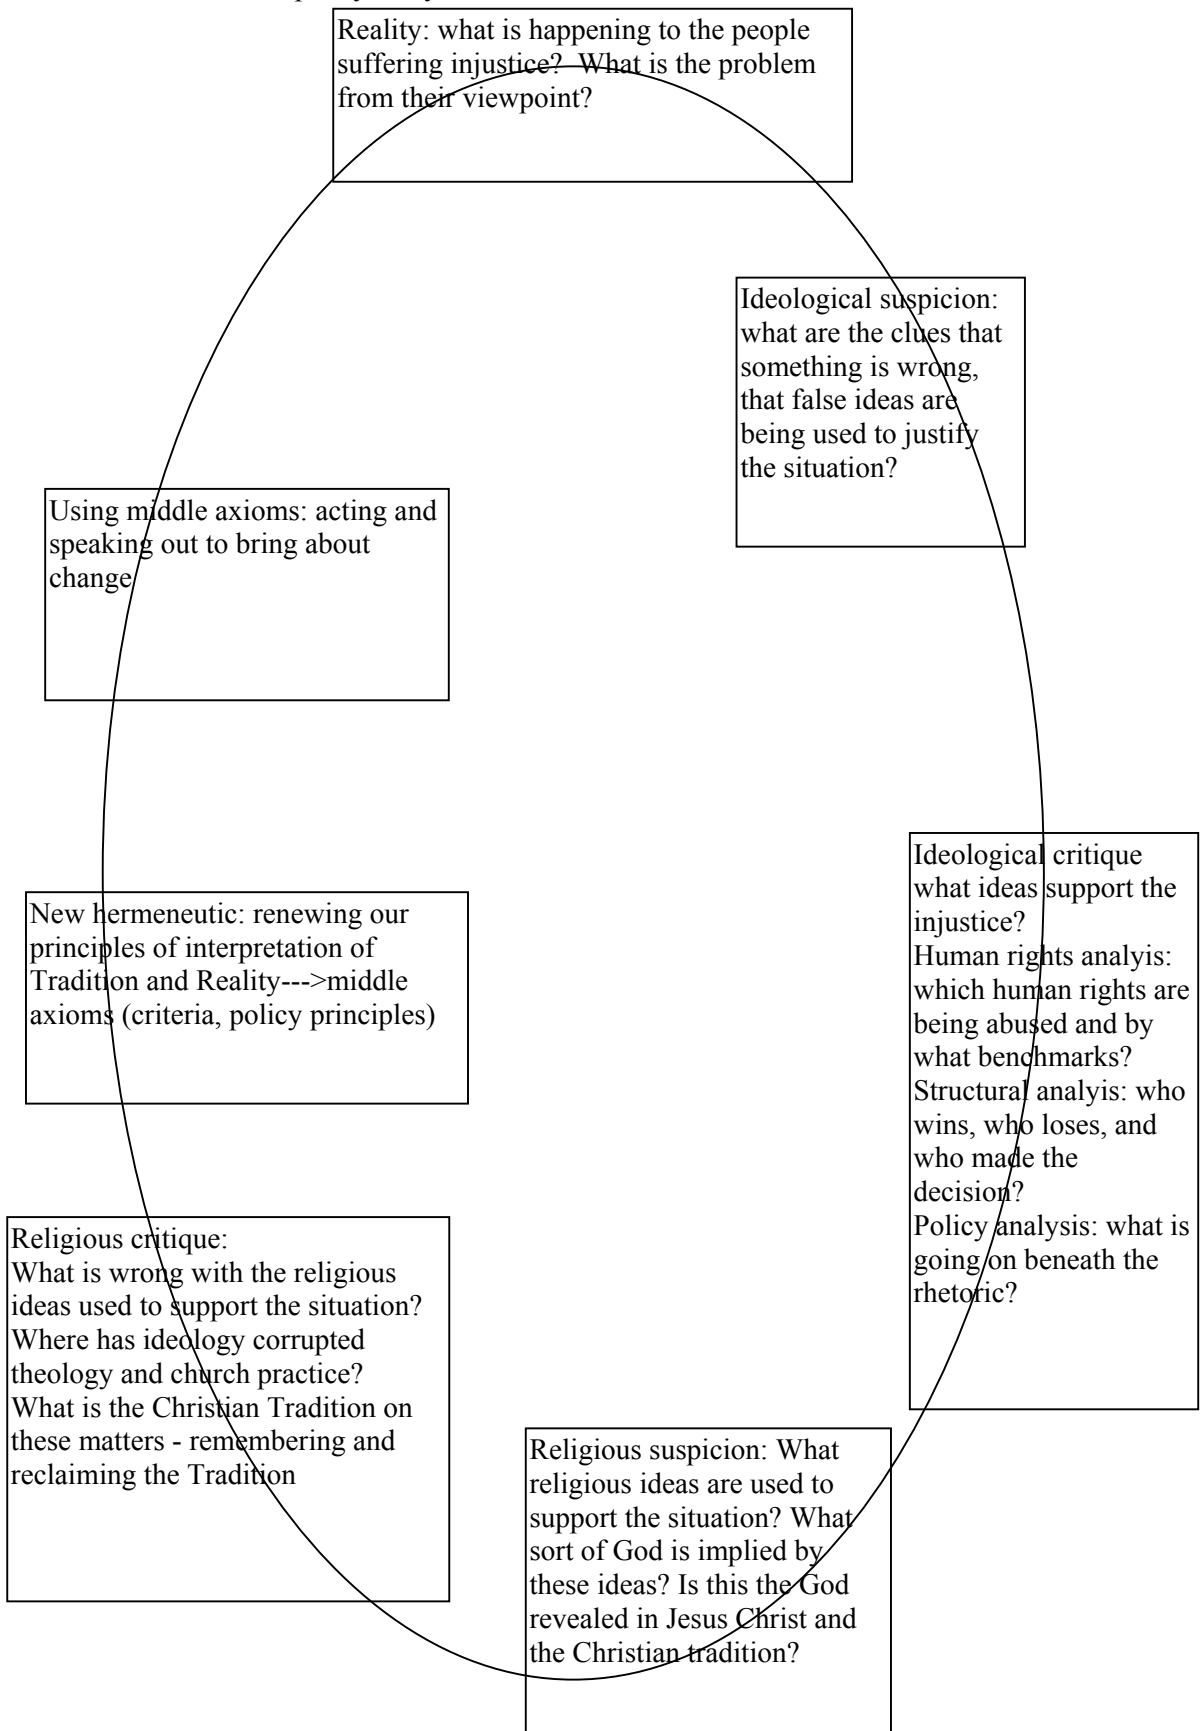 Reality: what is happening to the people
suffering injustice?  What is the problem
from their viewpoint?
Ideological suspicion:
what are the clues that
something is wrong,
that false ideas are
being used to justify
the situation?
Ideological critique
what ideas support the
injustice?
Human rights analyis:
which human rights are
being abused and by
what benchmarks?
Structural analyis: who
wins, who loses, and
who made the
decision?
Policy analysis: what is
going on beneath the
rhetoric?
Religious suspicion: What
religious ideas are used to
support the situation? What
sort of God is implied by
these ideas? Is this the God
revealed in Jesus Christ and
the Christian tradition?
Religious critique:
What is wrong with the religious
ideas used to support the situation?
Where has ideology corrupted
theology and church practice?
What is the Christian Tradition on
these matters - remembering and
reclaiming the Tradition
New hermeneutic: renewing our
principles of interpretation of
Tradition and Reality--->middle
axioms (criteria, policy principles)
Using middle axioms: acting and
speaking out to bring about
change